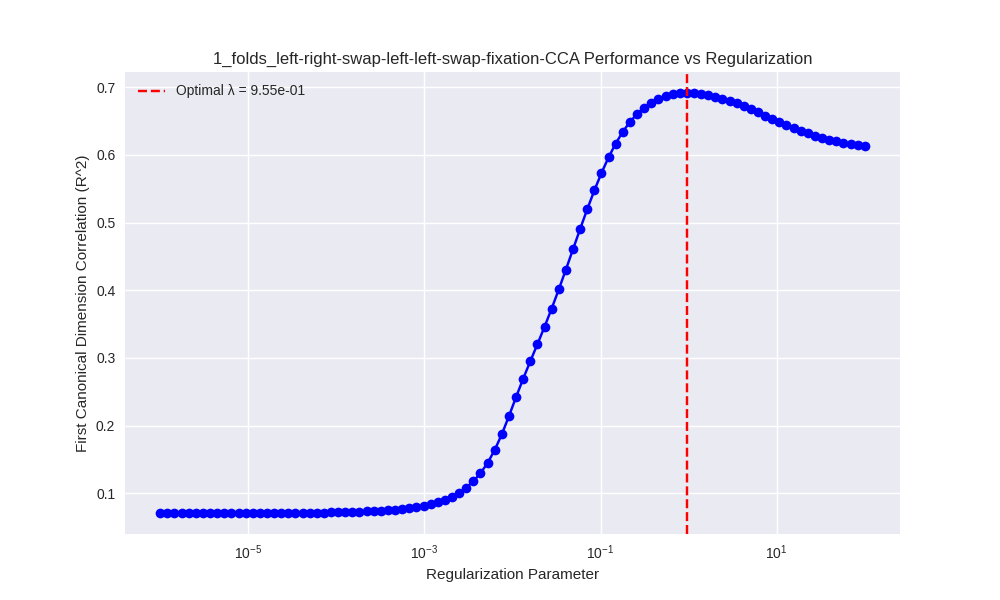 1_folds_left-right-swap-left-left-swap-fixation-CCA Performance vs Regularization
Optimal λ = 9.55e-01
First Canonical Dimension Correlation (R^2)
0.7
0.6
0.5
0.4
0.3
0.2
0.1
10⁻⁵
10⁻³
10⁻¹
10¹
Regularization Parameter